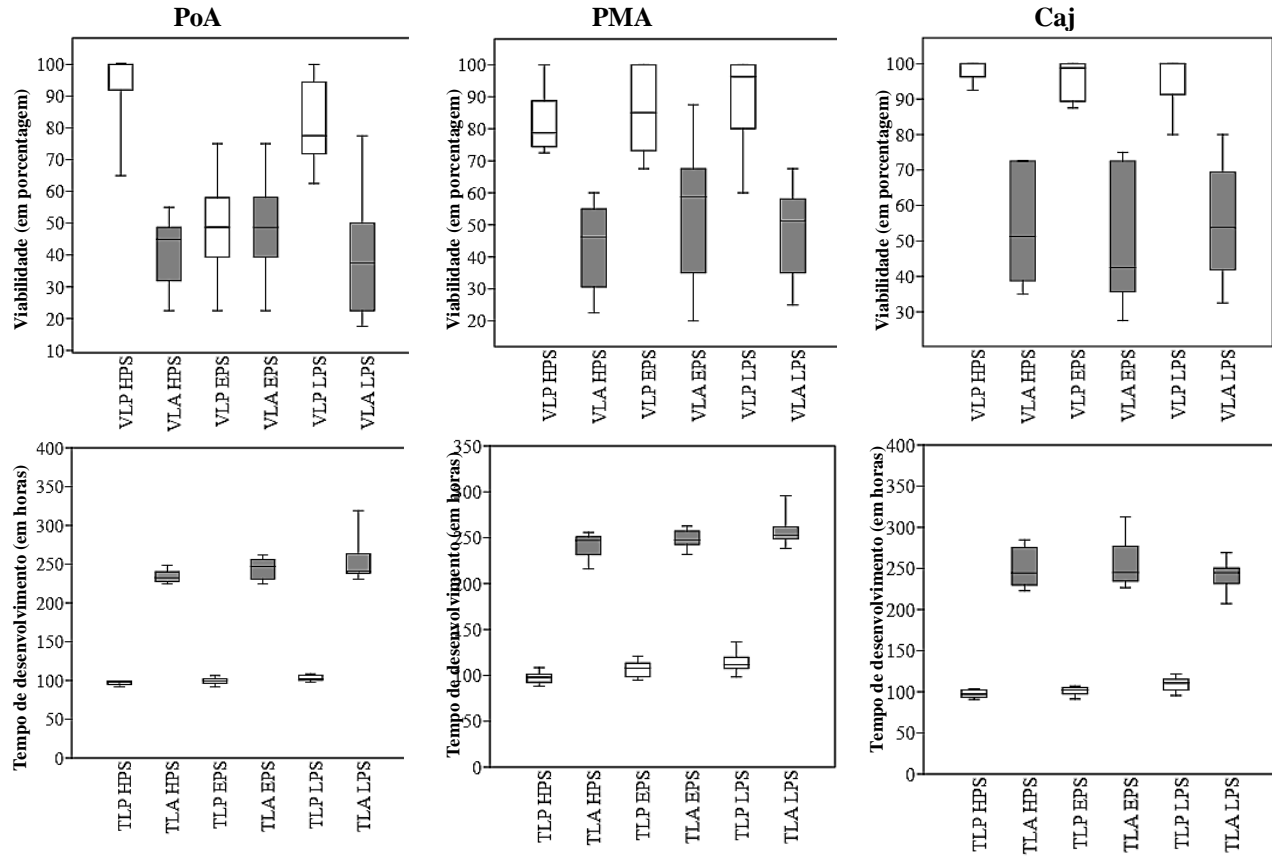 PoA
PMA
Caj
Viabilidade (em porcentagem)
100
90
80
70
60
50
40
30
20
10
VLP HPS
VLA HPS
VLP EPS
VLA EPS
VLP LPS
VLA LPS
Viabilidade (em porcentagem)
100
90
80
70
60
50
40
30
20
VLP HPS
VLA HPS
VLP EPS
VLA EPS
VLP LPS
VLA LPS
Viabilidade (em porcentagem)
100
90
80
70
60
50
40
30
VLP HPS
VLA HPS
VLP EPS
VLA EPS
VLP LPS
VLA LPS
Tempo de desenvolvimento (em horas)
400
350
300
250
200
150
100
50
0
TLP HPS
TLA HPS
TLP EPS
TLA EPS
TLP LPS
TLA LPS
Tempo de desenvolvimento (em horas)
350
300
250
200
150
100
50
0
TLP HPS
TLA HPS
TLP EPS
TLA EPS
TLP LPS
TLA LPS
Tempo de desenvolvimento (em horas)
400
350
300
250
200
150
100
50
0
TLP HPS
TLA HPS
TLP EPS
TLA EPS
TLP LPS
TLA LPS